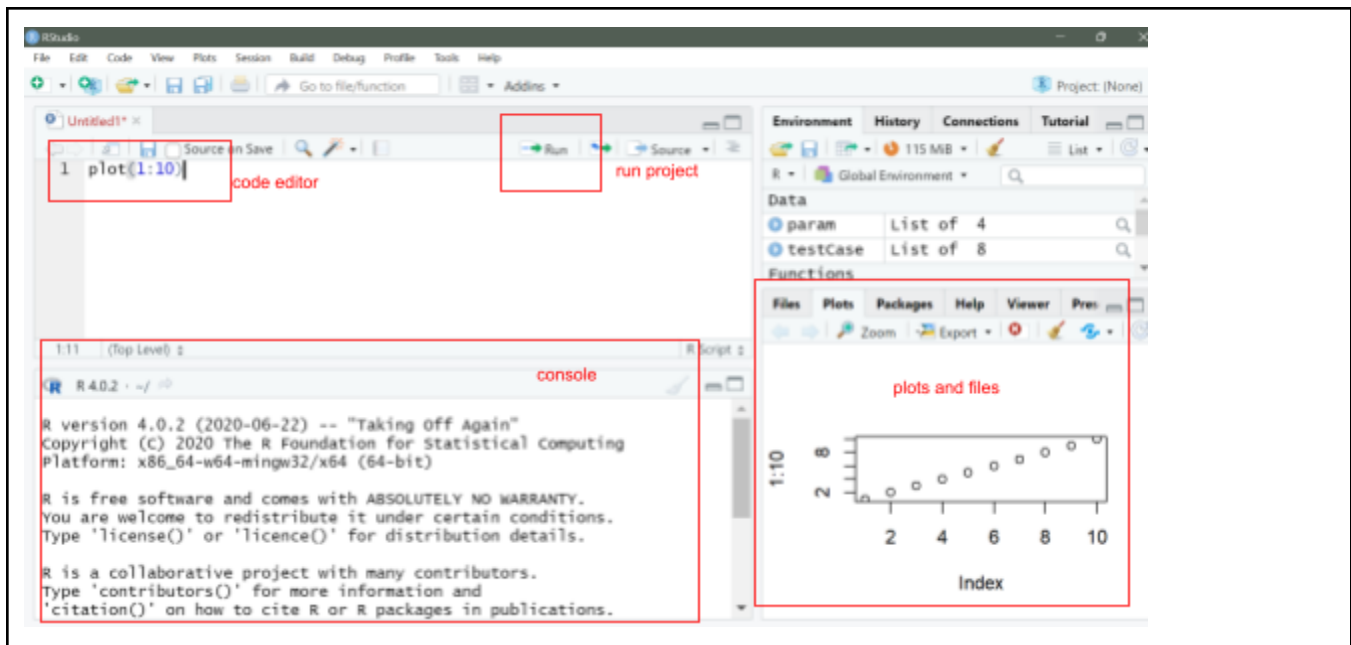 RStudio
File Edit Code View Plots Session Build Debug Profile Tools Help
Go to file/function Addins Project: (None)
Untitled1*
Source on Save Run Source
1 plot(1:10)
code editor
run project
1:11 (Top Level) R Script
console
R 4.0.2 · ~/
R version 4.0.2 (2020-06-22) -- "Taking Off Again"
Copyright (C) 2020 The R Foundation for Statistical Computing
Platform: x86_64-w64-mingw32/x64 (64-bit)
R is free software and comes with ABSOLUTELY NO WARRANTY.
You are welcome to redistribute it under certain conditions.
Type 'license()' or 'licence()' for distribution details.
R is a collaborative project with many contributors.
Type 'contributors()' for more information and
'citation()' on how to cite R or R packages in publications.
Environment History Connections Tutorial
115 MiB List
R Global Environment
Data
param List of 4
testCase List of 8
Functions
Files Plots Packages Help Viewer Pres
Zoom Export
plots and files
1:10
8
2
2 4 6 8 10
Index